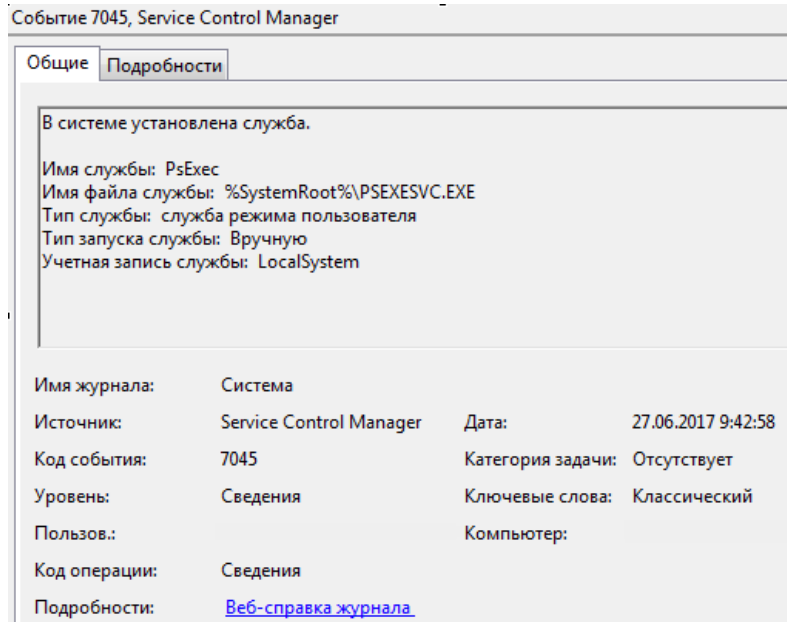 Событие 7045, Service Control Manager
Общие Подробности
В системе установлена служба.
Имя службы: PsExec
Имя файла службы: %SystemRoot%\PSEXESVC.EXE
Тип службы: служба режима пользователя
Тип запуска службы: Вручную
Учетная запись службы: LocalSystem
Имя журнала: Система
Источник: Service Control Manager Дата: 27.06.2017 9:42:58
Код события: 7045 Категория задачи: Отсутствует
Уровень: Сведения Ключевые слова: Классический
Пользов.: Компьютер:
Код операции: Сведения
Подробности: Веб-справка журнала